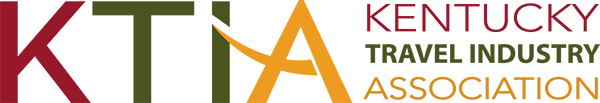 KTIA
KENTUCKY
TRAVEL INDUSTRY
ASSOCIATION